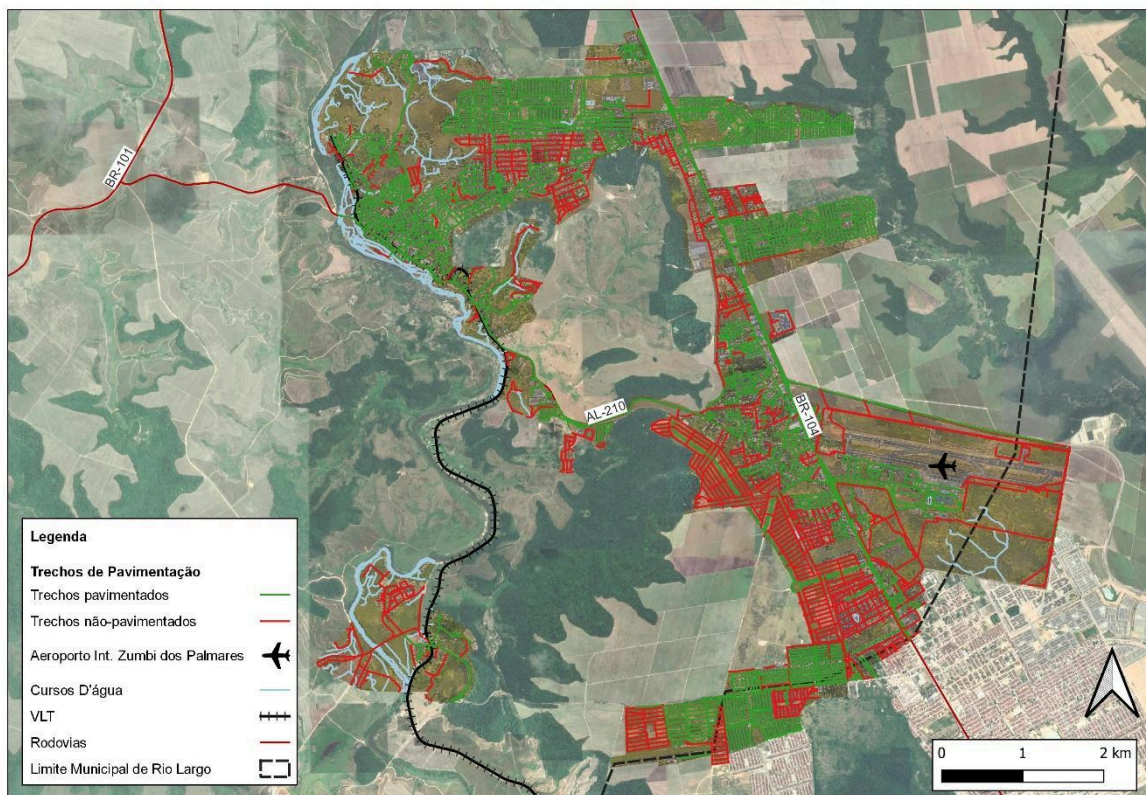 BR-101
AL-210
BR-104
Legenda
Trechos de Pavimentação
Trechos pavimentados
Trechos não-pavimentados
Aeroporto Int. Zumbi dos Palmares
Cursos D'água
VLT
Rodovias
Limite Municipal de Rio Largo
0 1 2 km